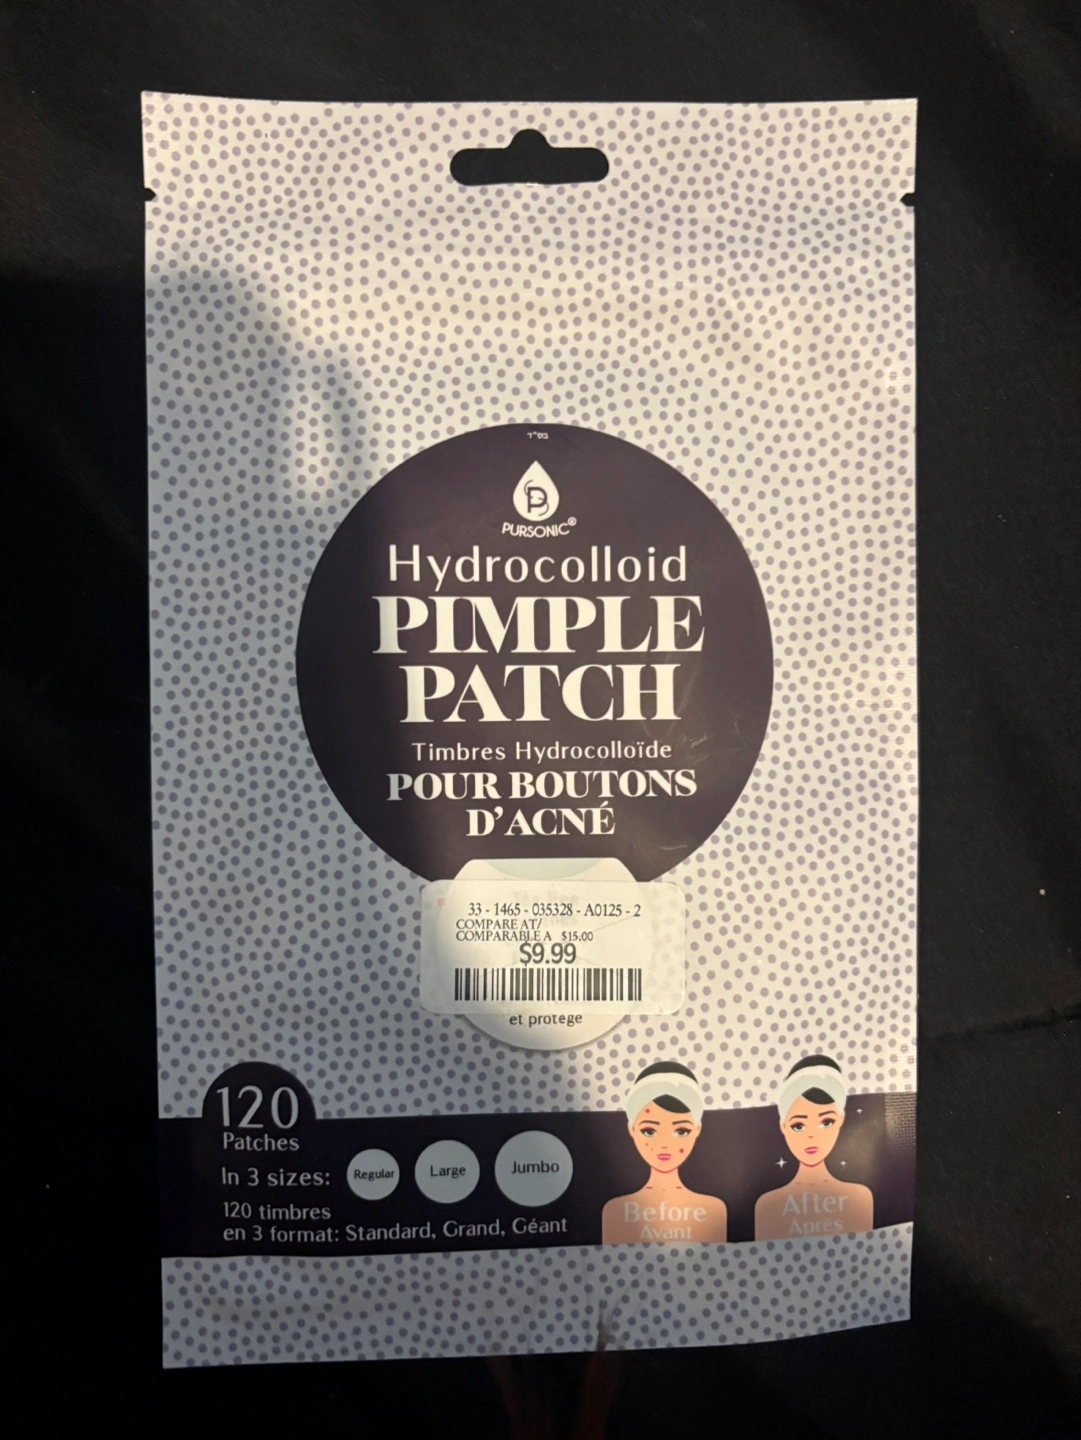 בס"ד
PURSONIC®
Hydrocolloid
PIMPLE
PATCH
Timbres Hydrocolloïde
POUR BOUTONS
D'ACNÉ
33 - 1465 - 035328 - A0125 - 2
COMPARE AT/
COMPARABLE A $15.00
$9.99
et protege
120
Patches
In 3 sizes: Regular Large Jumbo
120 timbres
en 3 format: Standard, Grand, Géant
Before
Avant
After
Après